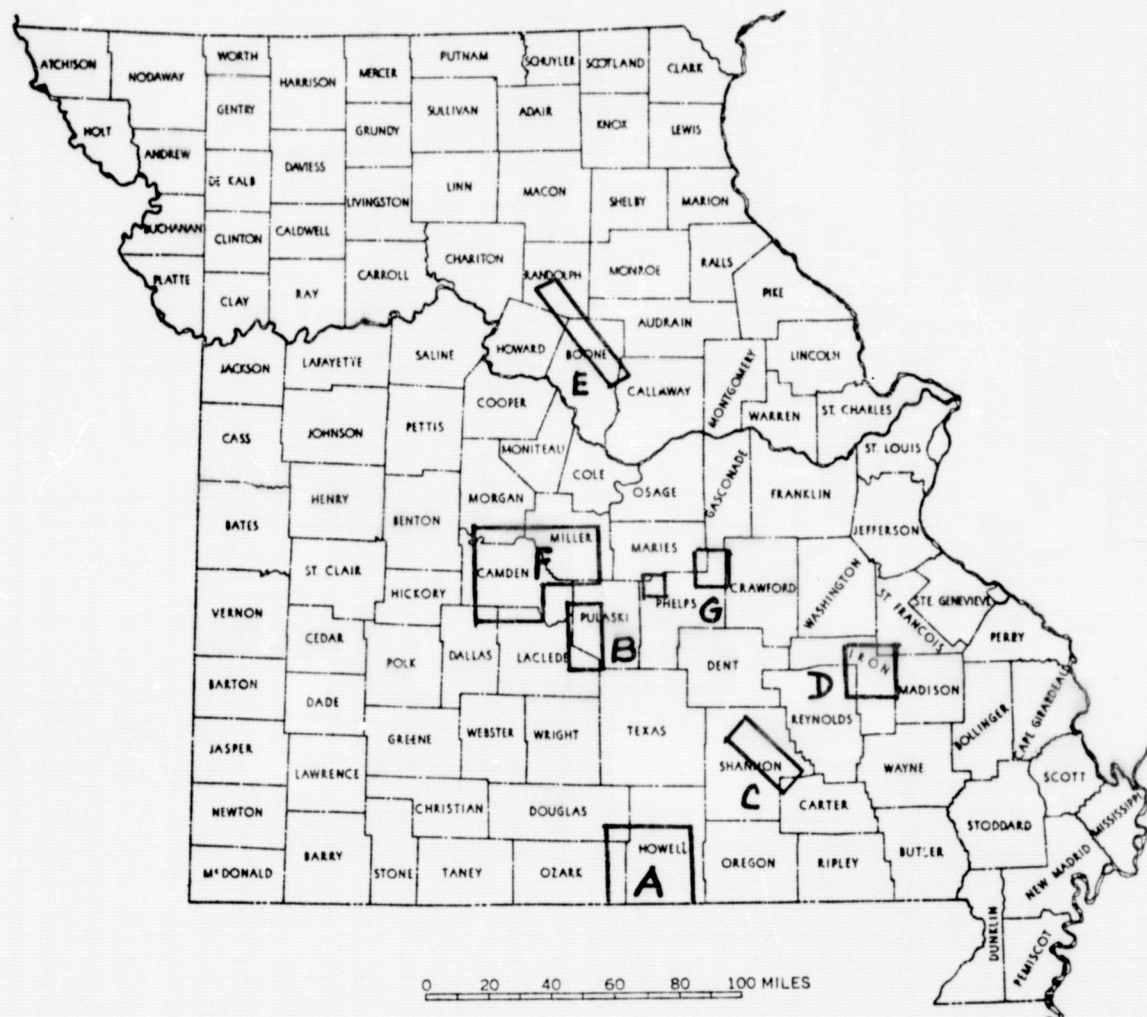 WORTH
PUTNAM
ATCHISON
NODAWAY
HARRISON
MERCER
SCHUYLER
SCOTLAND
CLARK
GENTRY
SULLIVAN
ADAIR
HOLT
GRUNDY
KNOX
LEWIS
ANDREW
DE KALB
DAVIESS
LINN
MACON
LIVINGSTON
SHELBY
MARION
BUCHANAN
CLINTON
CALDWELL
CHARITON
PLATTE
CARROLL
RANDOLPH
MONROE
RALLS
CLAY
RAY
PIKE
AUDRAIN
JACKSON
LAFAYETTE
SALINE
HOWARD
BOONE
LINCOLN
E
CALLAWAY
MONTGOMERY
COOPER
WARREN
ST. CHARLES
CASS
JOHNSON
PETTIS
MONITEAU
ST. LOUIS
COLE
HENRY
MORGAN
OSAGE
GASCONADE
FRANKLIN
BATES
BENTON
MILLER
JEFFERSON
MARIES
F
ST. CLAIR
CAMDEN
CRAWFORD
WASHINGTON
HICKORY
PHELPS
G
ST. FRANCOIS
STE. GENEVIEVE
VERNON
PULASKI
PERRY
CEDAR
B
POLK
DALLAS
LACLEDE
DENT
IRON
BARTON
D
MADISON
DADE
BOLLINGER
CAPE GIRARDEAU
REYNOLDS
GREENE
WEBSTER
WRIGHT
TEXAS
JASPER
SHANNON
WAYNE
LAWRENCE
SCOTT
C
NEWTON
CHRISTIAN
DOUGLAS
CARTER
MISSISSIPPI
STODDARD
HOWELL
BARRY
BUTLER
McDONALD
STONE
TANEY
OZARK
A
OREGON
RIPLEY
NEW MADRID
DUNKLIN
PEMISCOT
0 20 40 60 80 100 MILES